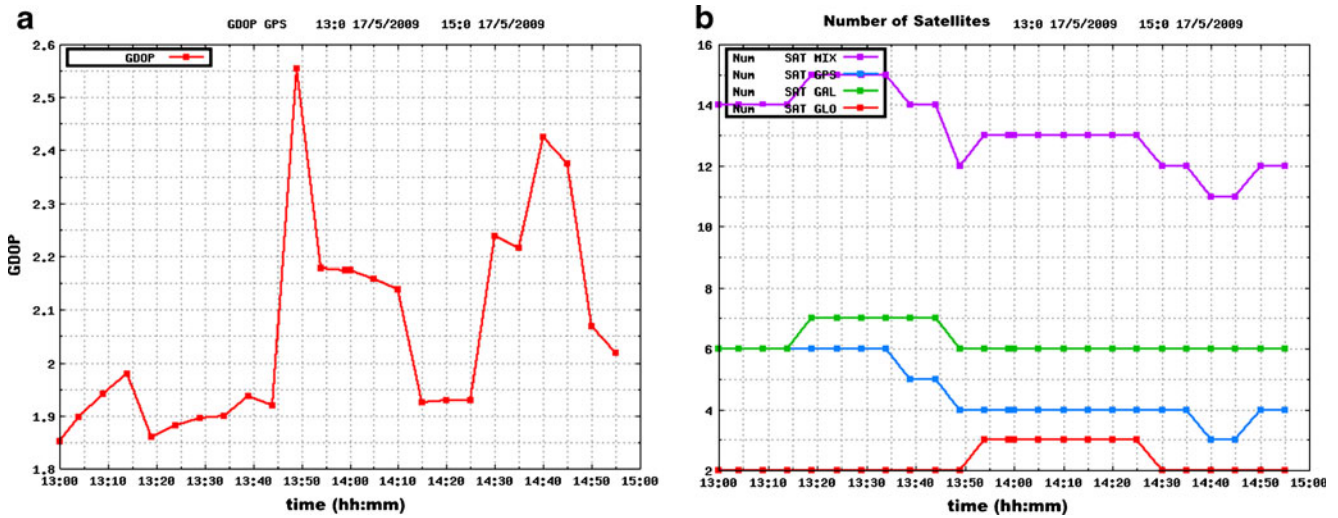 a
GDOP GPS 13:0 17/5/2009 15:0 17/5/2009
GDOP
2.6
2.5
2.4
2.3
2.2
2.1
2
1.9
1.8
GDOP
13:00 13:10 13:20 13:30 13:40 13:50 14:00 14:10 14:20 14:30 14:40 14:50 15:00
time (hh:mm)
b
Number of Satellites 13:0 17/5/2009 15:0 17/5/2009
Num SAT MIX
Num SAT GPS
Num SAT GAL
Num SAT GLO
16
14
12
10
8
6
4
2
13:00 13:10 13:20 13:30 13:40 13:50 14:00 14:10 14:20 14:30 14:40 14:50 15:00
time (hh:mm)